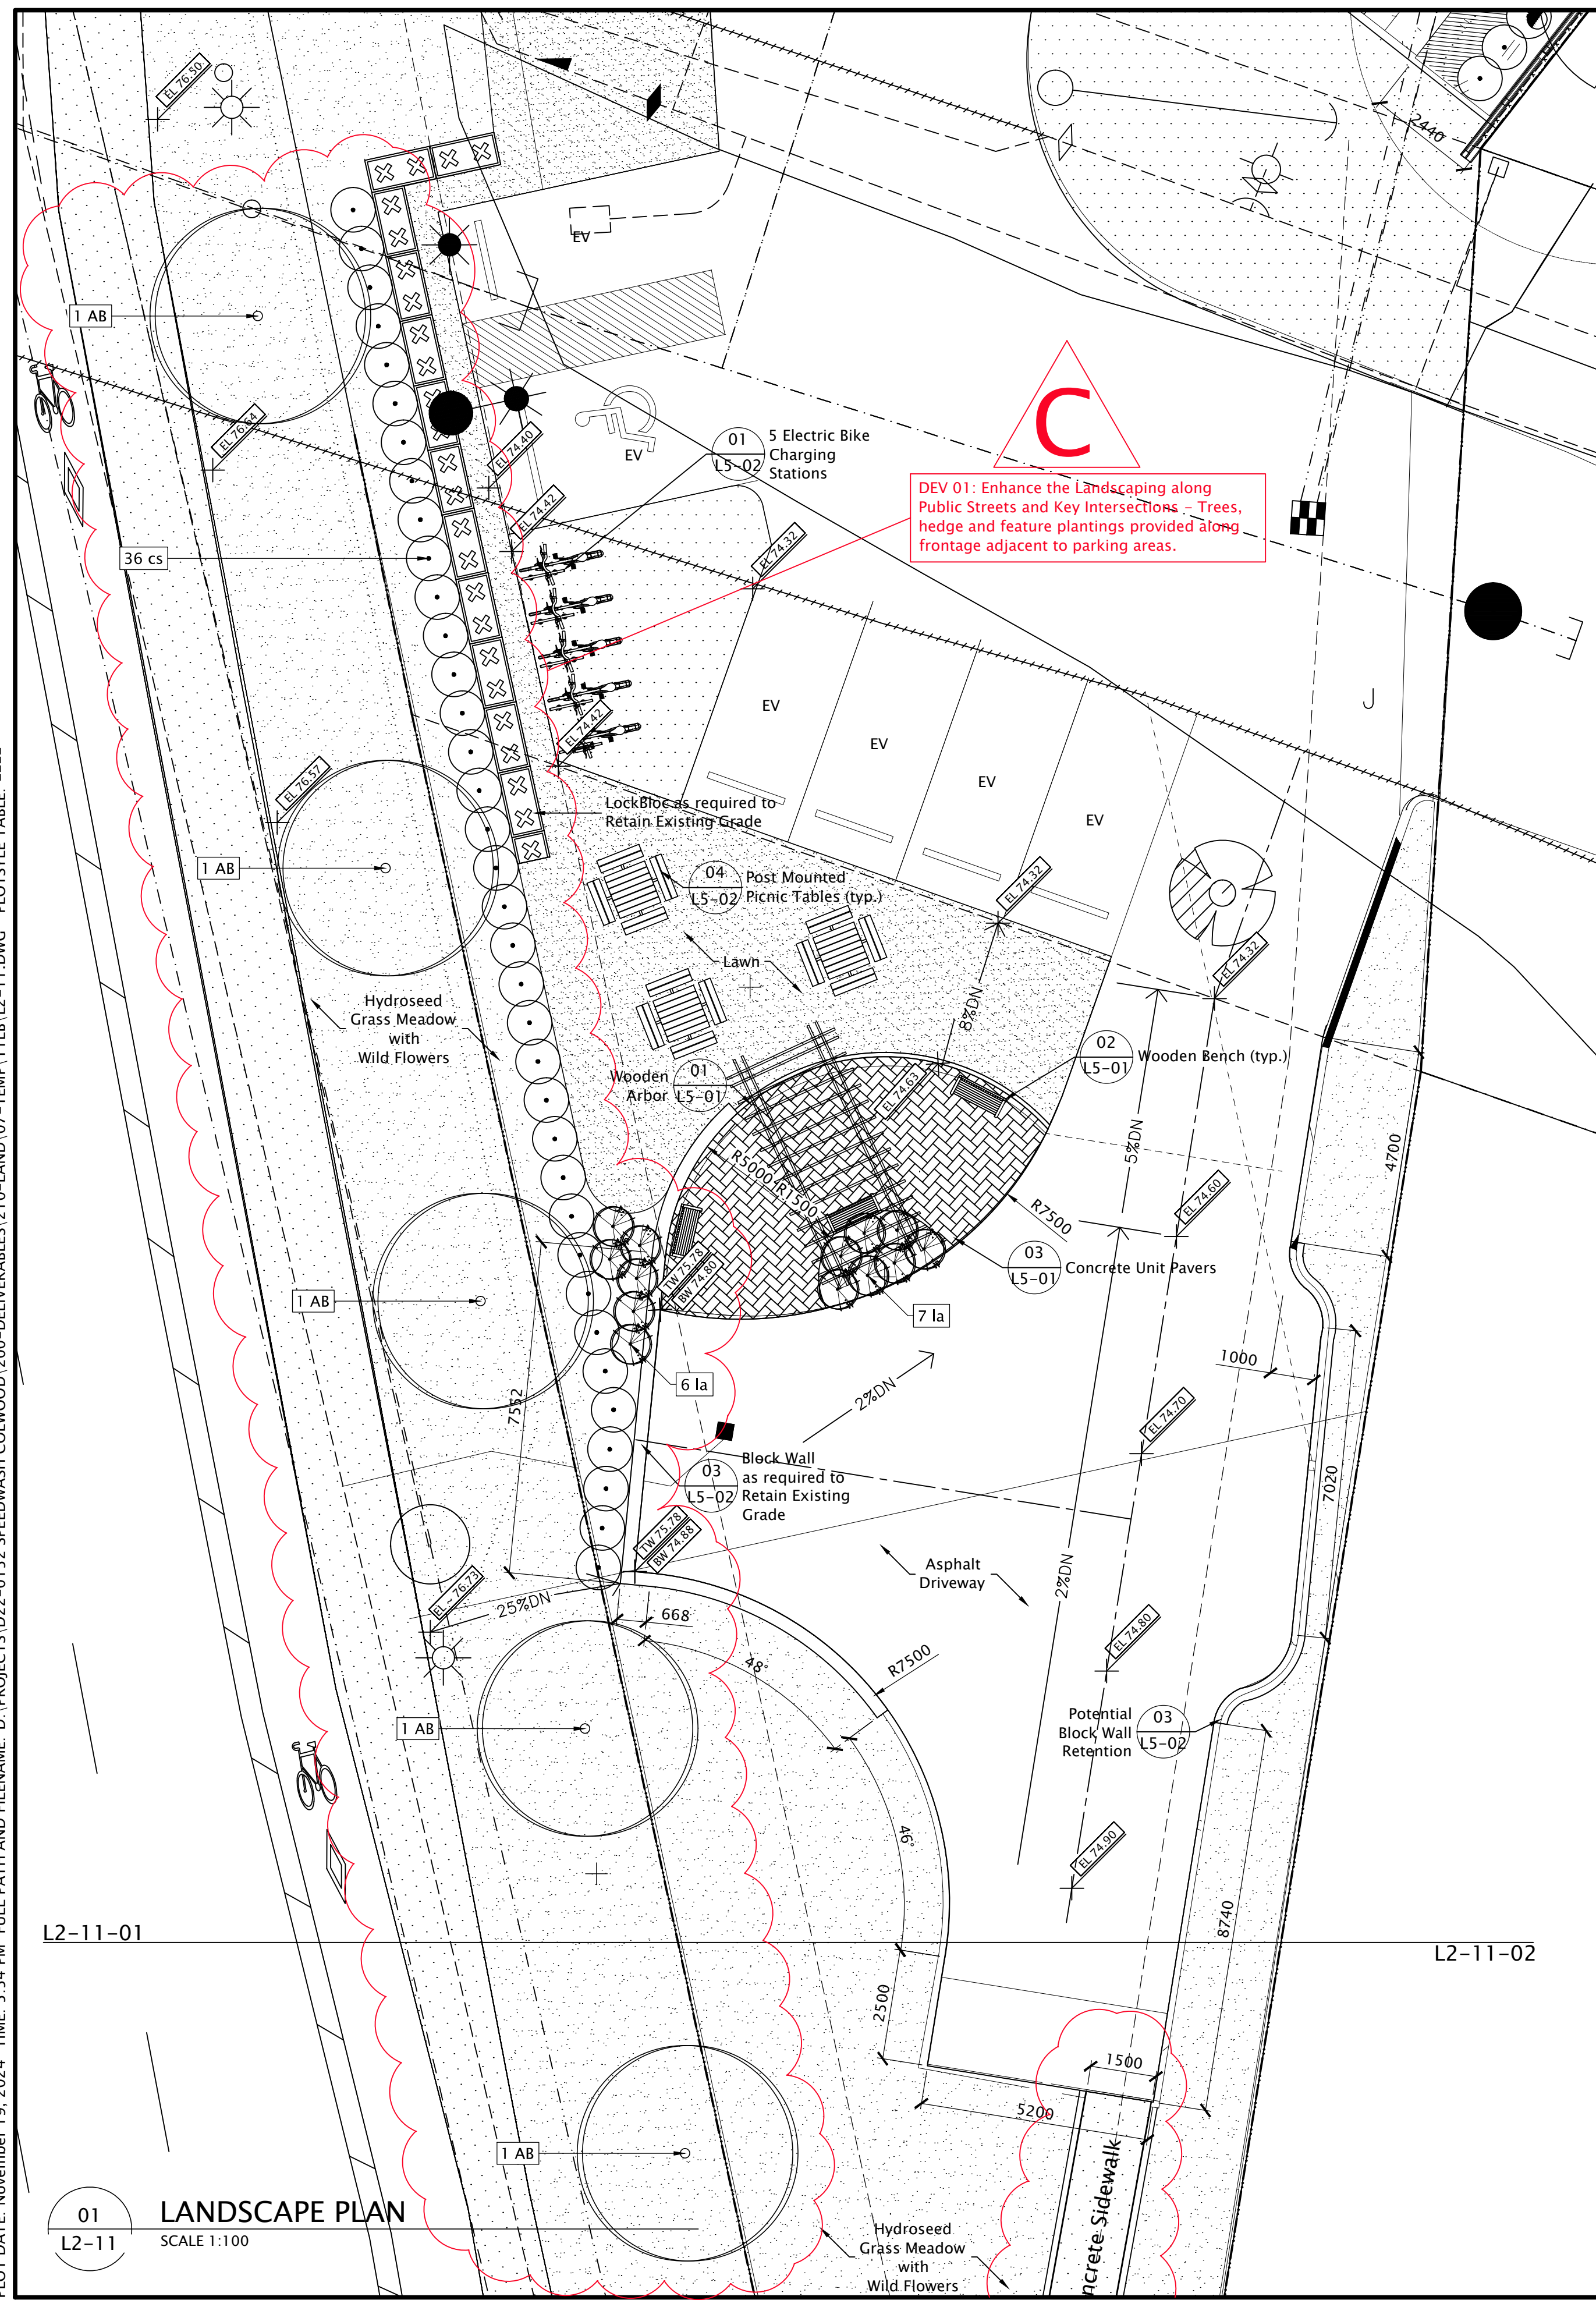 EL 76.50
2440
EV
1 AB
EL 76.64
EL 74.40
EV
01
L5-02
5 Electric Bike
Charging
Stations
C
DEV 01: Enhance the Landscaping along
Public Streets and Key Intersections - Trees,
hedge and feature plantings provided along
frontage adjacent to parking areas.
EL 74.42
EL 74.32
36 cs
EV
EV
EV
EV
J
EL 74.42
EL 76.57
LockBloc as required to
Retain Existing Grade
1 AB
04
L5-02
Post Mounted
Picnic Tables (typ.)
EL 74.32
Lawn
EL 74.32
8%DN
Hydroseed
Grass Meadow
with
Wild Flowers
02
L5-01
Wooden Bench (typ.)
Wooden
Arbor
01
L5-01
EL 74.63
5%DN
4700
R5000
R1500
R7500
EL 74.60
TW 75.78
BW 74.80
03
L5-01
Concrete Unit Pavers
1 AB
7 la
1000
6 la
2%DN
7552
EL 74.70
Block Wall
as required to
Retain Existing
Grade
03
L5-02
7020
TW 75.78
BW 74.88
Asphalt
Driveway
2%DN
EL - 76.73
25%DN
668
EL 74.80
48°
R7500
1 AB
Potential
Block Wall
Retention
03
L5-02
46°
EL 74.90
8740
L2-11-01
L2-11-02
2500
1500
5200
1 AB
ncrete Sidewalk
01
L2-11
LANDSCAPE PLAN
SCALE 1:100
Hydroseed
Grass Meadow
with
Wild Flowers